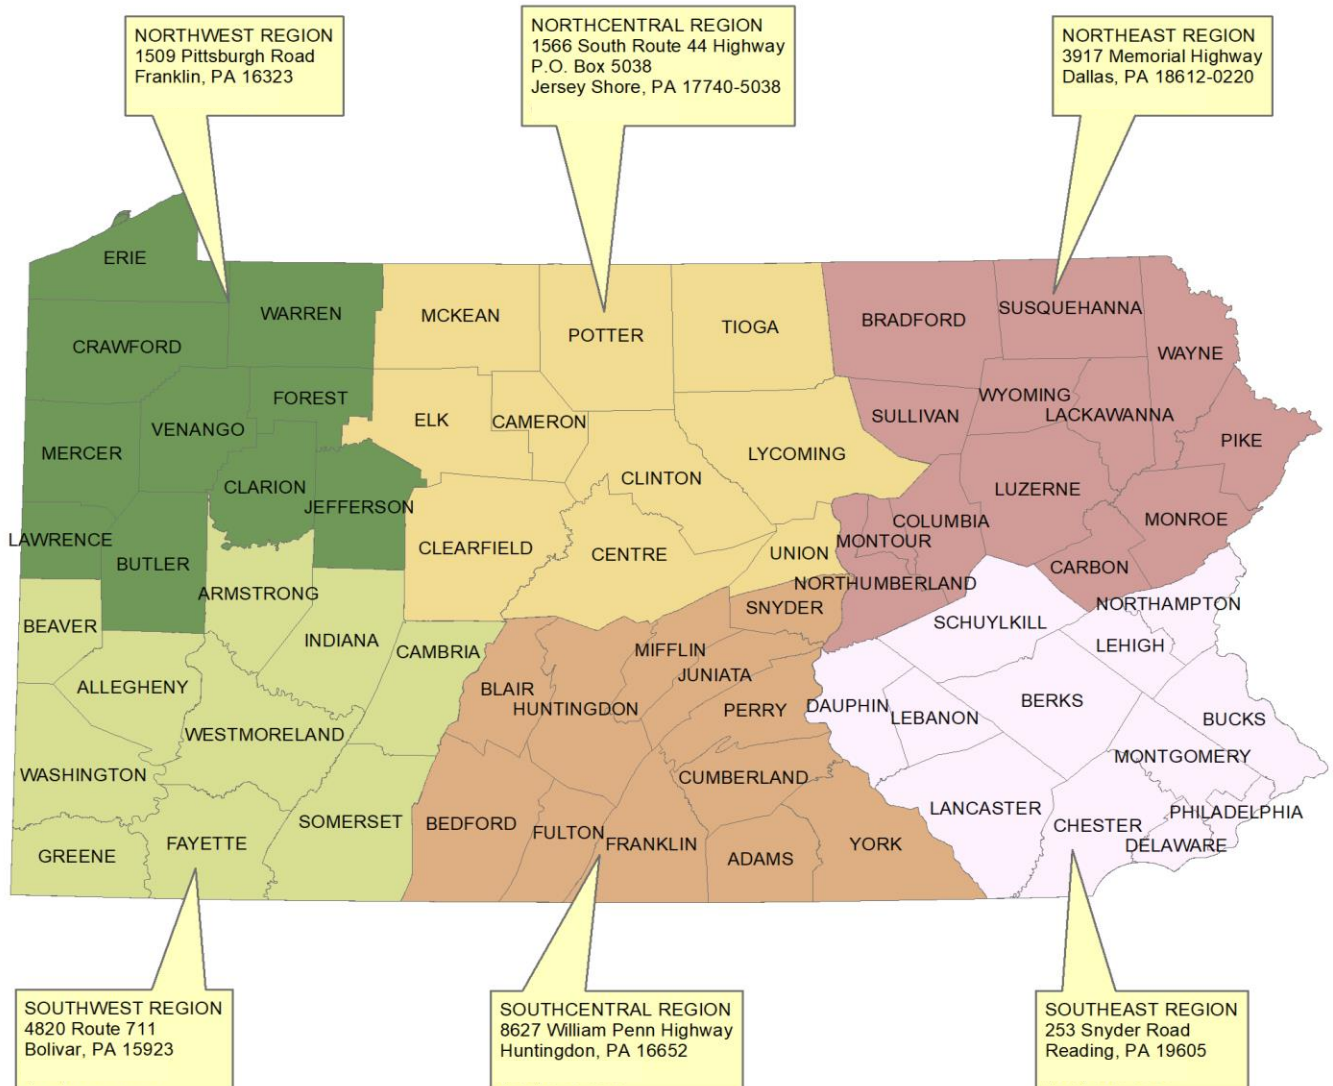 NORTHWEST REGION
1509 Pittsburgh Road
Franklin, PA 16323
NORTHCENTRAL REGION
1566 South Route 44 Highway
P.O. Box 5038
Jersey Shore, PA 17740-5038
NORTHEAST REGION
3917 Memorial Highway
Dallas, PA 18612-0220
ERIE
WARREN
CRAWFORD
FOREST
VENANGO
MERCER
CLARION
JEFFERSON
LAWRENCE
BUTLER
MCKEAN
POTTER
TIOGA
ELK
CAMERON
LYCOMING
CLINTON
CLEARFIELD
CENTRE
UNION
BRADFORD
SUSQUEHANNA
WAYNE
SULLIVAN
WYOMING
LACKAWANNA
PIKE
LUZERNE
COLUMBIA
MONTOUR
MONROE
CARBON
NORTHUMBERLAND
ARMSTRONG
BEAVER
INDIANA
CAMBRIA
ALLEGHENY
WESTMORELAND
WASHINGTON
SOMERSET
FAYETTE
GREENE
SNYDER
MIFFLIN
JUNIATA
BLAIR
HUNTINGDON
PERRY
CUMBERLAND
BEDFORD
FULTON
FRANKLIN
ADAMS
YORK
NORTHAMPTON
SCHUYLKILL
LEHIGH
DAUPHIN
LEBANON
BERKS
BUCKS
MONTGOMERY
LANCASTER
CHESTER
PHILADELPHIA
DELAWARE
SOUTHWEST REGION
4820 Route 711
Bolivar, PA 15923
SOUTHCENTRAL REGION
8627 William Penn Highway
Huntingdon, PA 16652
SOUTHEAST REGION
253 Snyder Road
Reading, PA 19605